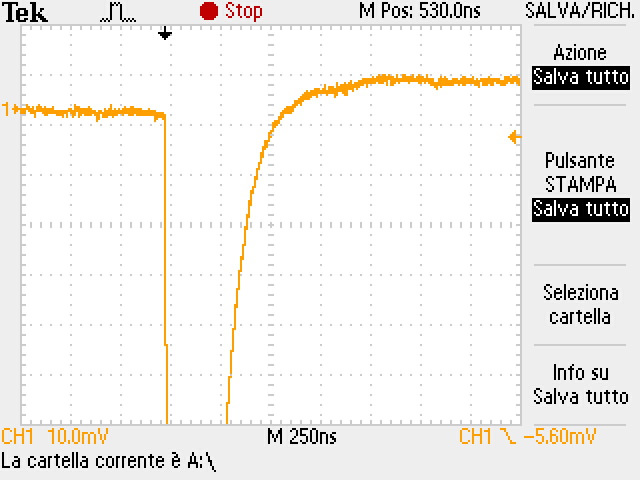 Tek Stop M Pos: 530.0ns SALVA/RICH.
Azione
Salva tutto
1
Pulsante
STAMPA
Salva tutto
Seleziona
cartella
Info su
Salva tutto
CH1 10.0mV M 250ns CH1 -5.60mV
La cartella corrente è A:\